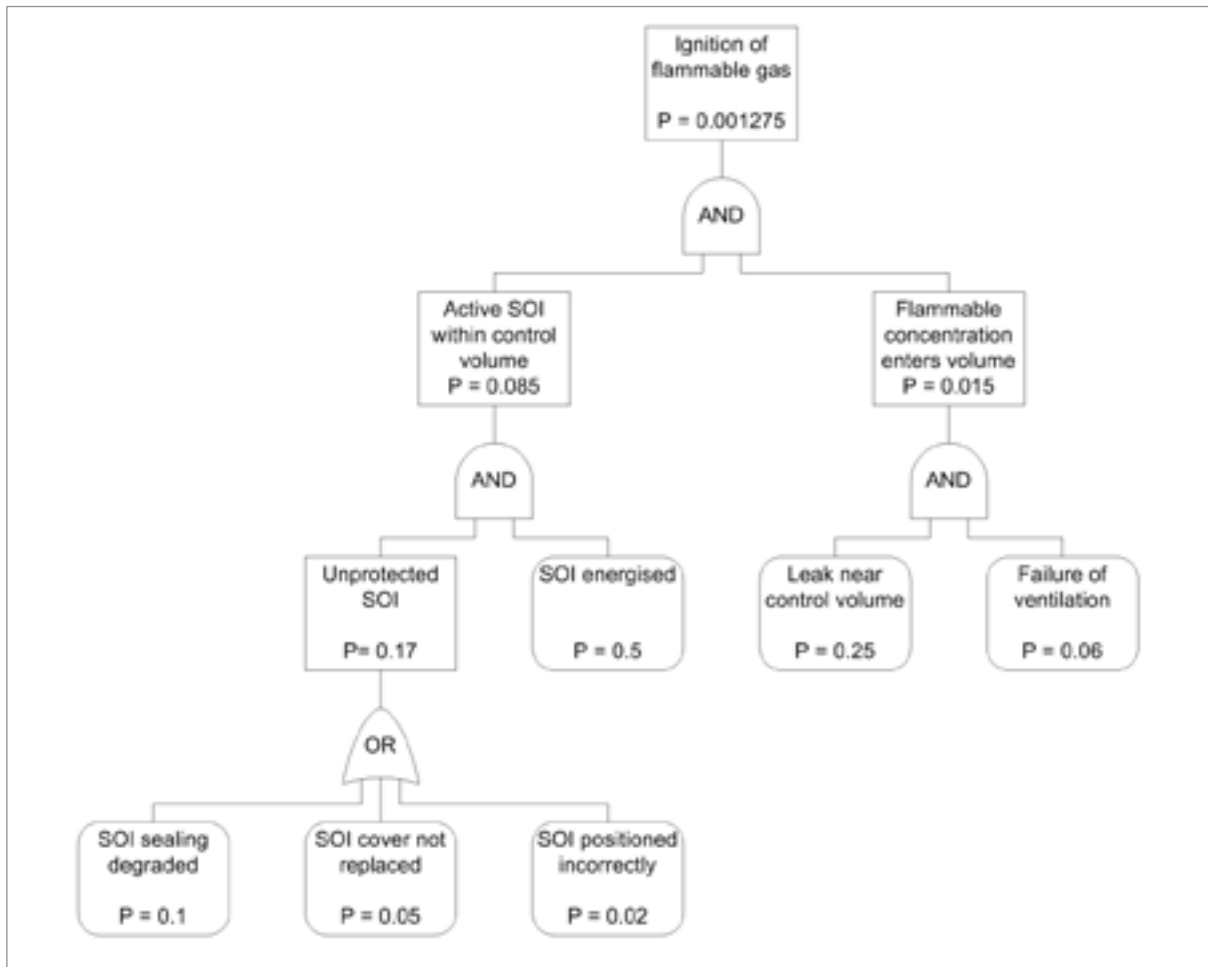 Ignition of
flammable gas
P = 0.001275
AND
Active SOI
within control
volume
P = 0.085
Flammable
concentration
enters volume
P = 0.015
AND
AND
Unprotected
SOI
P= 0.17
SOI energised
P = 0.5
Leak near
control volume
P = 0.25
Failure of
ventilation
P = 0.06
OR
SOI sealing
degraded
P = 0.1
SOI cover not
replaced
P = 0.05
SOI positioned
incorrectly
P = 0.02